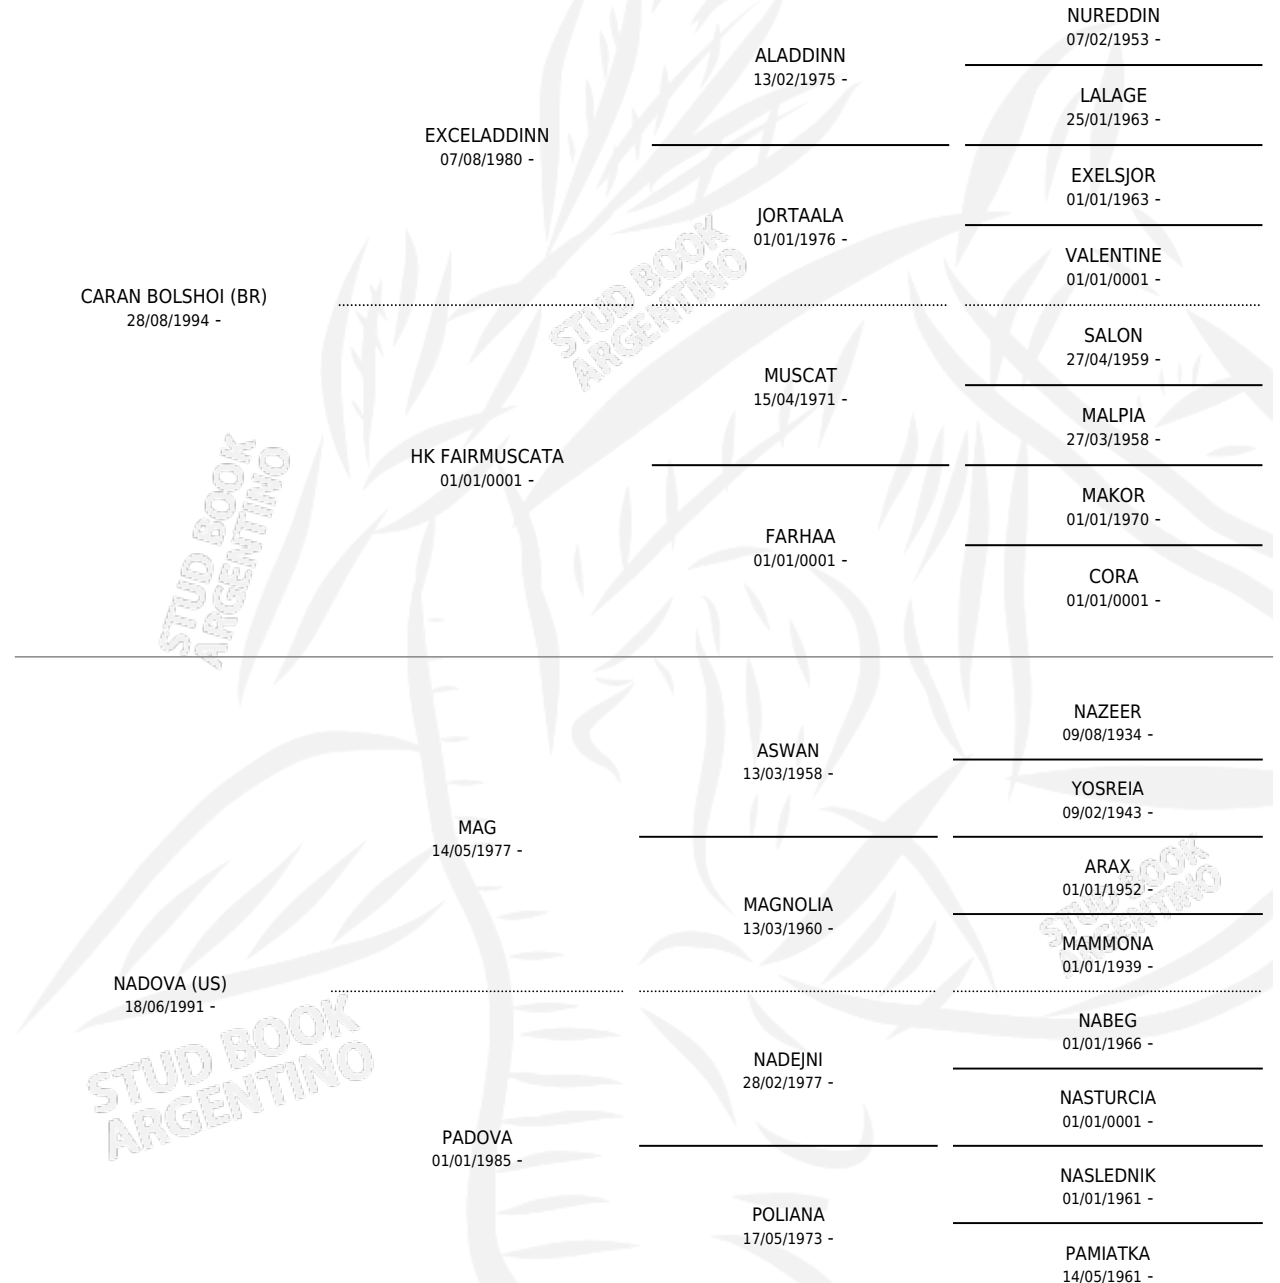 NUREDDIN
07/02/1953 -
ALADDINN
13/02/1975 -
LALAGE
25/01/1963 -
EXCELADDINN
07/08/1980 -
EXELSJOR
01/01/1963 -
JORTAALA
01/01/1976 -
VALENTINE
01/01/0001 -
CARAN BOLSHOI (BR)
28/08/1994 -
SALON
27/04/1959 -
MUSCAT
15/04/1971 -
MALPIA
27/03/1958 -
HK FAIRMUSCATA
01/01/0001 -
MAKOR
01/01/1970 -
FARHAA
01/01/0001 -
CORA
01/01/0001 -
NAZEER
09/08/1934 -
ASWAN
13/03/1958 -
YOSREIA
09/02/1943 -
MAG
14/05/1977 -
ARAX
01/01/1952 -
MAGNOLIA
13/03/1960 -
MAMMONA
01/01/1939 -
NADOVA (US)
18/06/1991 -
NABEG
01/01/1966 -
NADEJNI
28/02/1977 -
NASTURCIA
01/01/0001 -
PADOVA
01/01/1985 -
NASLEDNIK
01/01/1961 -
POLIANA
17/05/1973 -
PAMIATKA
14/05/1961 -
STUD BOOK
ARGENTINO
STUD BOOK
ARGENTINO
STUD BOOK
ARGENTINO
STUD BOOK
ARGENTINO